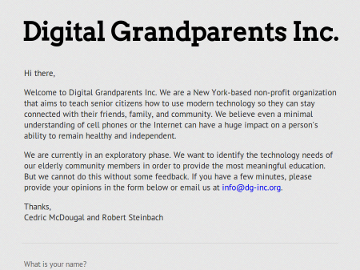 Digital Grandparents Inc.
Hi there,
Welcome to Digital Grandparents Inc. We are a New York-based non-profit organization
that aims to teach senior citizens how to use modern technology so they can stay
connected with their friends, family, and community. We believe even a minimal
understanding of cell phones or the Internet can have a huge impact on a person's
ability to remain healthy and independent.
We are currently in an exploratory phase. We want to identify the technology needs of
our elderly community members in order to provide the most meaningful education.
But we cannot do this without some feedback. If you have a few minutes, please
provide your opinions in the form below or email us at info@dg-inc.org.
Thanks,
Cedric McDougal and Robert Steinbach
What is your name?